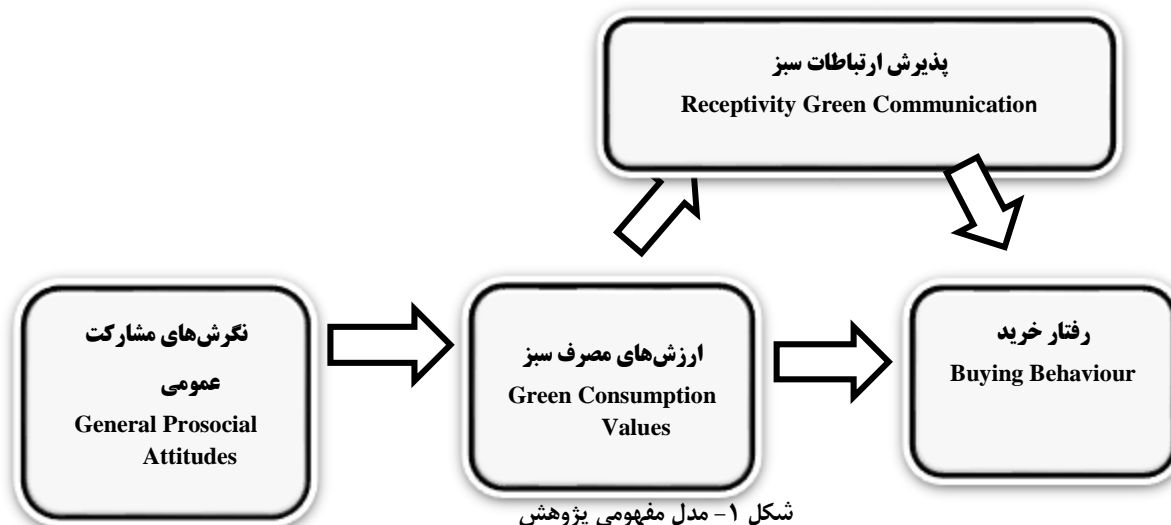 پذیرش ارتباطات سبز
Receptivity Green Communication
نگرش‌های مشارکت
عمومی
General Prosocial
Attitudes
ارزش‌های مصرف سبز
Green Consumption
Values
رفتار خرید
Buying Behaviour
شکل ۱- مدل مفهومی پژوهش